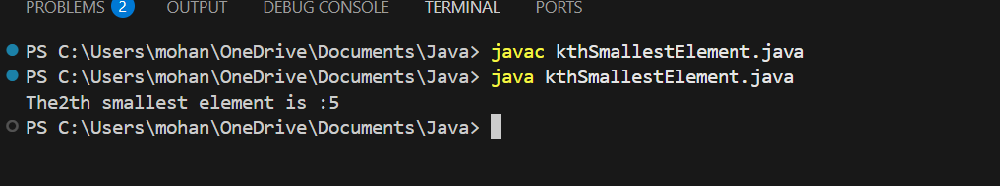 PROBLEMS 2 OUTPUT DEBUG CONSOLE TERMINAL PORTS
PS C:\Users\mohan\OneDrive\Documents\Java> javac kthSmallestElement.java
PS C:\Users\mohan\OneDrive\Documents\Java> java kthSmallestElement.java
The2th smallest element is :5
PS C:\Users\mohan\OneDrive\Documents\Java>